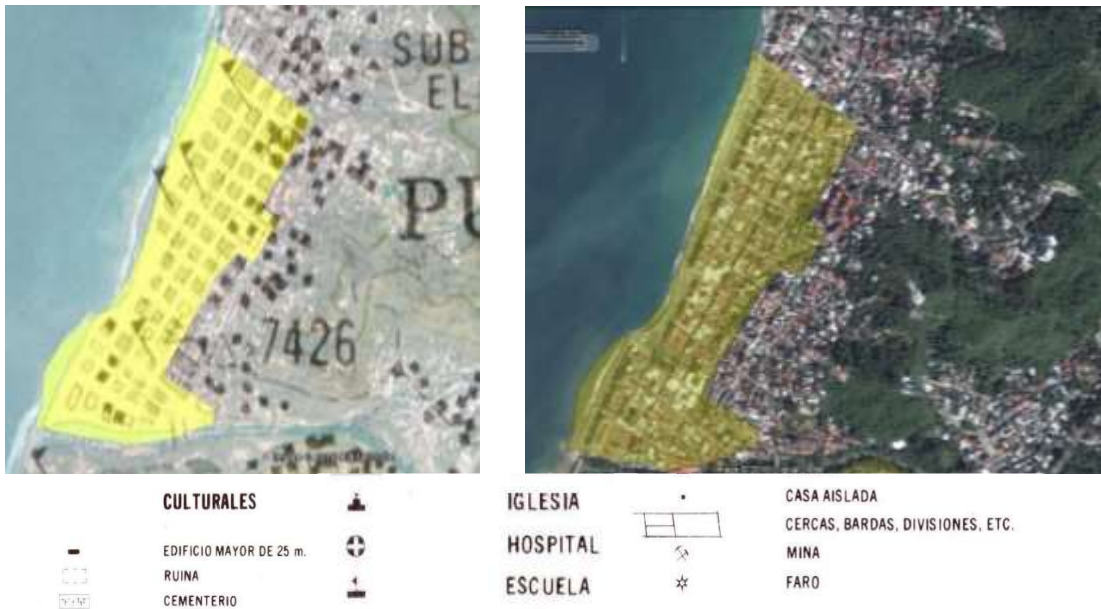 SUB
EL
PU
7426
CULTURALES
EDIFICIO MAYOR DE 25 m.
RUINA
CEMENTERIO
IGLESIA
HOSPITAL
ESCUELA
CASA AISLADA
CERCAS, BARDAS, DIVISIONES, ETC.
MINA
FARO